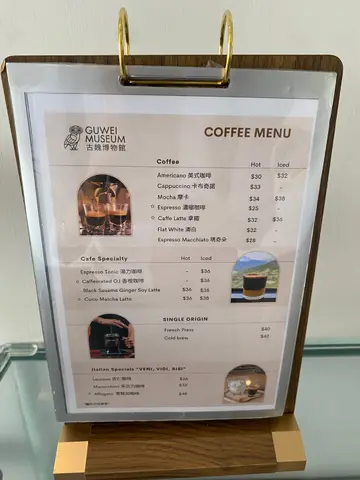 GUWEI
MUSEUM
古魏博物館
COFFEE MENU
Coffee Hot Iced
Americano 美式咖啡 $30 $32
Cappuccino 卡布奇諾 $33 -
Mocha 摩卡 $34 $38
Espresso 濃縮咖啡 $25 -
Caffe Latte 拿鐵 $32 $36
Flat White 澳白 $32 -
Espresso Macchiato 瑪奇朵 $28 -
Cafe Specialty Hot Iced
Espresso Tonic 湯力咖啡 - $36
Caffeinated OJ 香橙咖啡 - $36
Black Sesame Ginger Soy Latte $36 $38
Coco Matcha Latte $36 $38
SINGLE ORIGIN
French Press $40
Cold brew $40
Italian Specials "VENI, VIDI, BIBI"